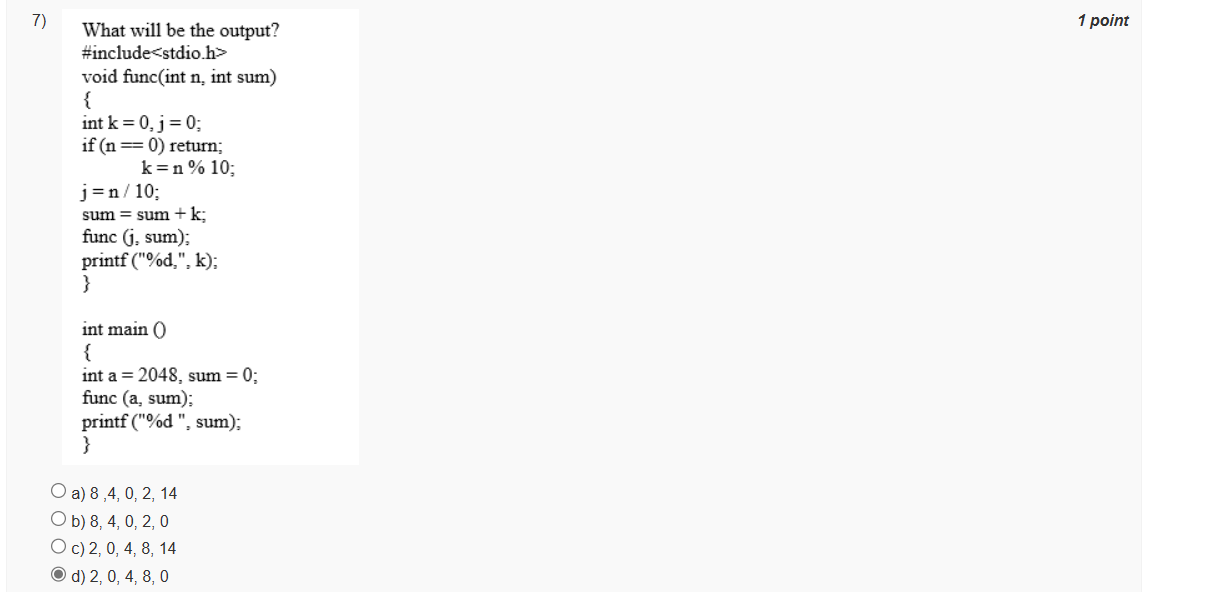 7)
1 point
What will be the output?
#include<stdio.h>
void func(int n, int sum)
{
int k = 0, j = 0;
if (n == 0) return;
k = n % 10;
j = n / 10;
sum = sum + k;
func (j, sum);
printf ("%d,", k);
}
int main ()
{
int a = 2048, sum = 0;
func (a, sum);
printf ("%d ", sum);
}
a) 8 ,4, 0, 2, 14
b) 8, 4, 0, 2, 0
c) 2, 0, 4, 8, 14
d) 2, 0, 4, 8, 0